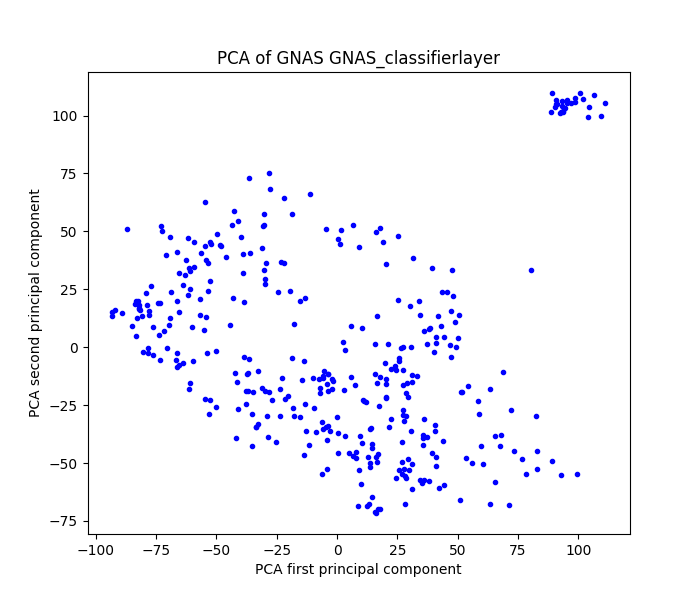 PCA of GNAS GNAS_classifierlayer
100
75
50
25
0
−25
−50
−75
PCA second principal component
−100 −75 −50 −25 0 25 50 75 100
PCA first principal component